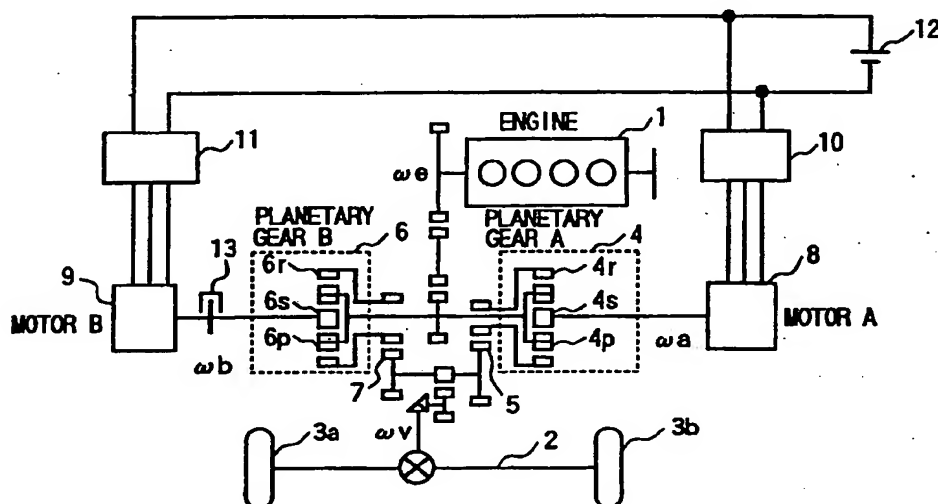 12
ENGINE
1
11
10
ωe
PLANETARY
GEAR B
6
PLANETARY
GEAR A
4
13
6r
4r
8
9
6s
4s
MOTOR B
MOTOR A
6p
4p
ωb
ωa
7
5
3a
ωv
2
3b